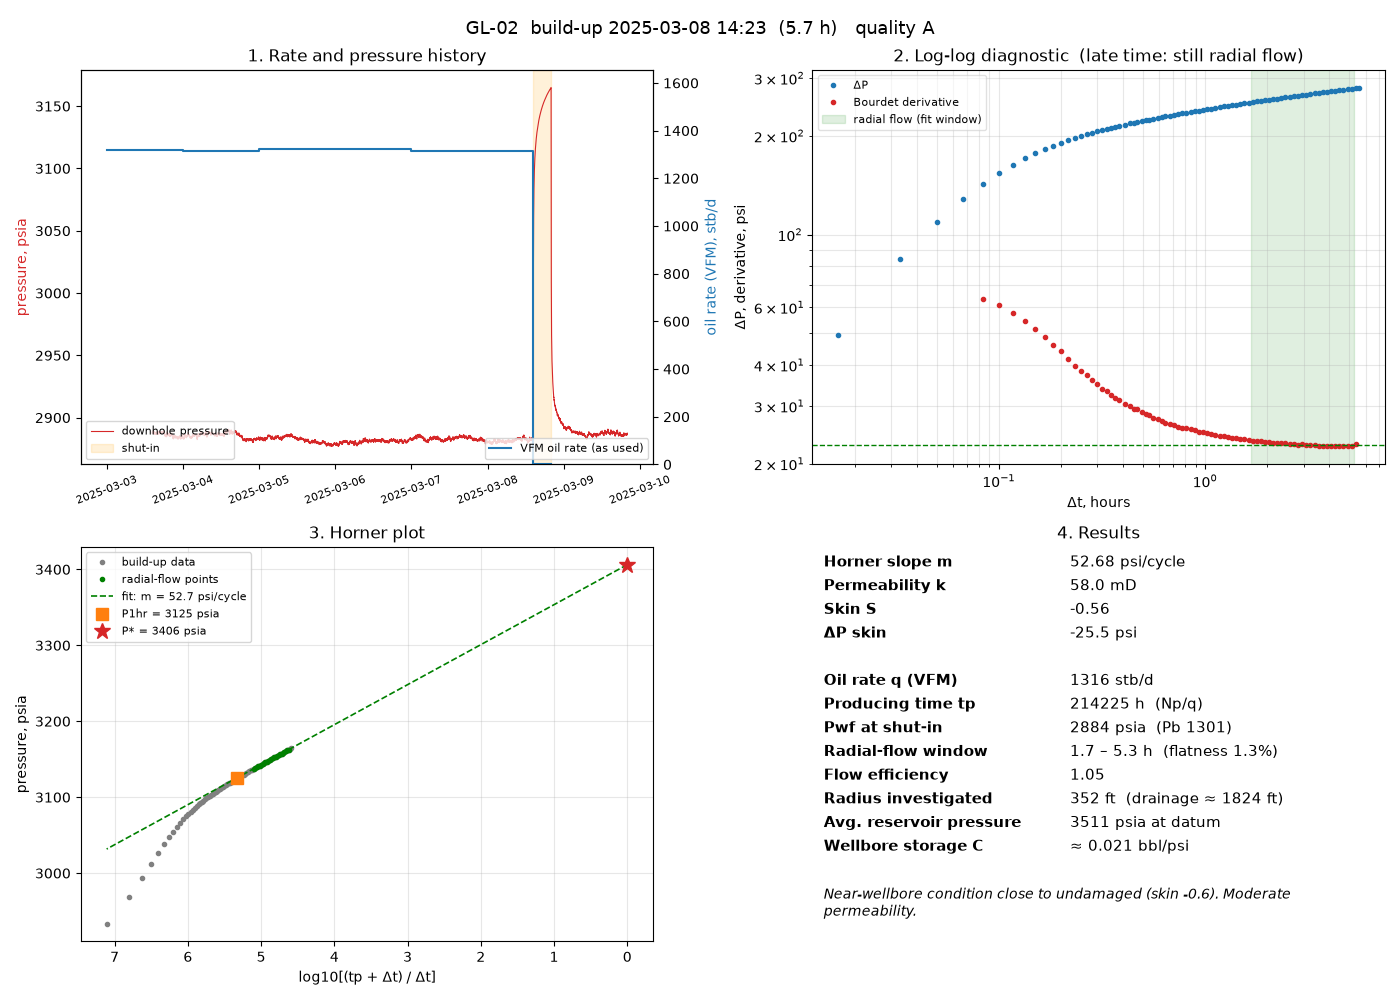 GL-02  build-up 2025-03-08 14:23  (5.7 h)   quality A
1. Rate and pressure history
pressure, psia
3150
3100
3050
3000
2950
2900
1600
1400
1200
1000
800
600
400
200
0
oil rate (VFM), stb/d
downhole pressure
shut-in
VFM oil rate (as used)
2025-03-03
2025-03-04
2025-03-05
2025-03-06
2025-03-07
2025-03-08
2025-03-09
2025-03-10
2. Log-log diagnostic  (late time: still radial flow)
ΔP, derivative, psi
3 × 10²
2 × 10²
10²
6 × 10¹
4 × 10¹
3 × 10¹
2 × 10¹
ΔP
Bourdet derivative
radial flow (fit window)
10⁻¹
10⁰
Δt, hours
3. Horner plot
pressure, psia
3400
3300
3200
3100
3000
build-up data
radial-flow points
fit: m = 52.7 psi/cycle
P1hr = 3125 psia
P* = 3406 psia
7
6
5
4
3
2
1
0
log10[(tp + Δt) / Δt]
4. Results
Horner slope m 52.68 psi/cycle
Permeability k 58.0 mD
Skin S -0.56
ΔP skin -25.5 psi
Oil rate q (VFM) 1316 stb/d
Producing time tp 214225 h  (Np/q)
Pwf at shut-in 2884 psia  (Pb 1301)
Radial-flow window 1.7 – 5.3 h  (flatness 1.3%)
Flow efficiency 1.05
Radius investigated 352 ft  (drainage ≈ 1824 ft)
Avg. reservoir pressure 3511 psia at datum
Wellbore storage C ≈ 0.021 bbl/psi
Near-wellbore condition close to undamaged (skin -0.6). Moderate
permeability.